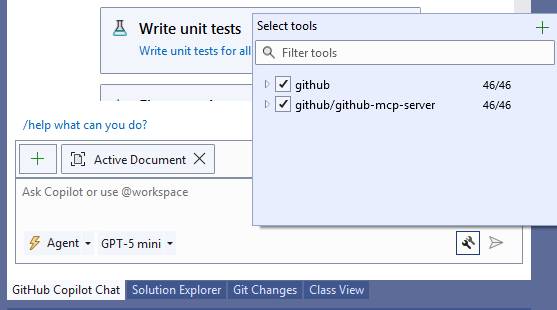 Write unit tests
Write unit tests for all
/help what can you do?
Active Document
Ask Copilot or use @workspace
Agent
GPT-5 mini
Select tools
Filter tools
github 46/46
github/github-mcp-server 46/46
GitHub Copilot Chat
Solution Explorer
Git Changes
Class View